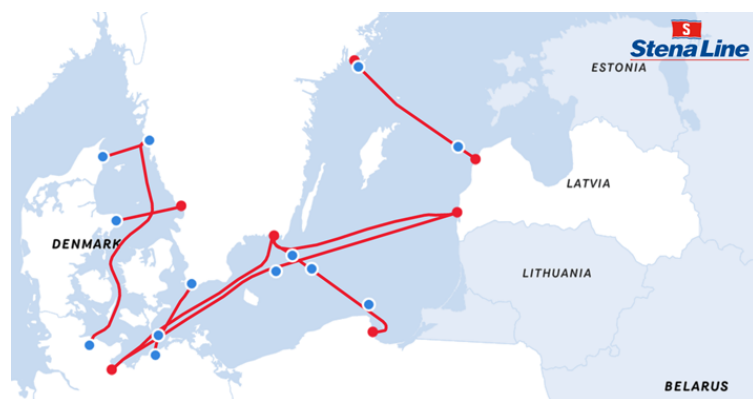 S
Stena Line
ESTONIA
LATVIA
DENMARK
LITHUANIA
BELARUS